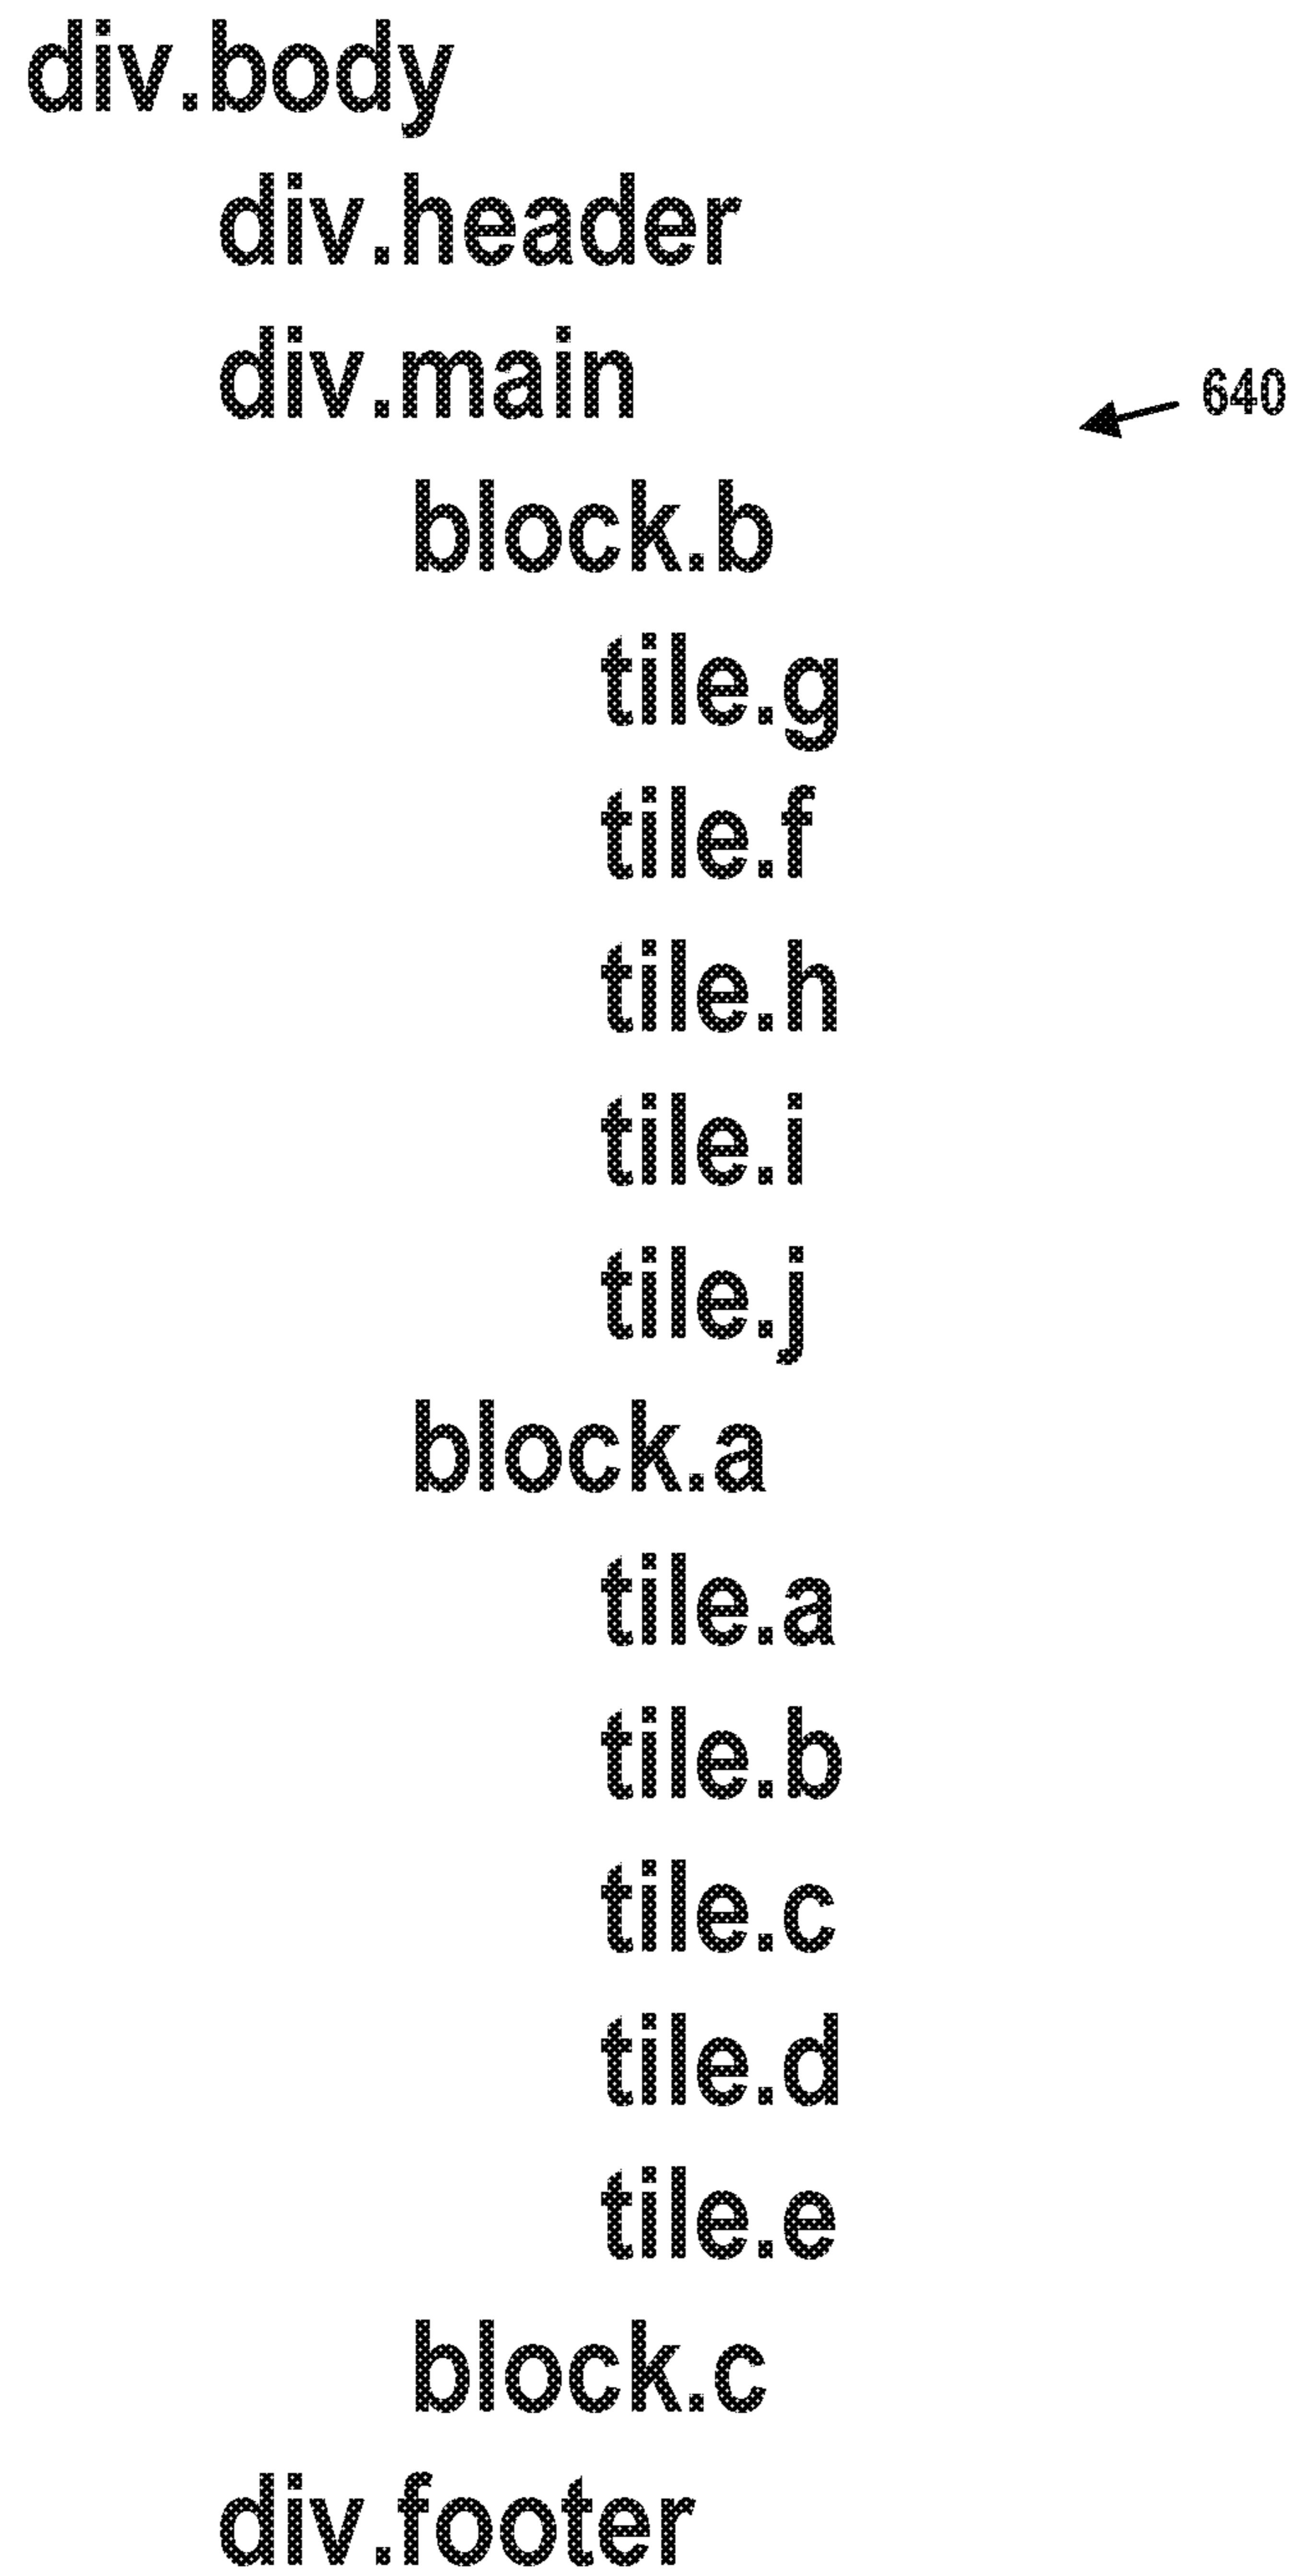 div.body
div.header
div.main
640
block.b
tile.g
tile.f
tile.h
tile.i
tile.j
block.a
tile.a
tile.b
tile.c
tile.d
tile.e
block.c
div.footer